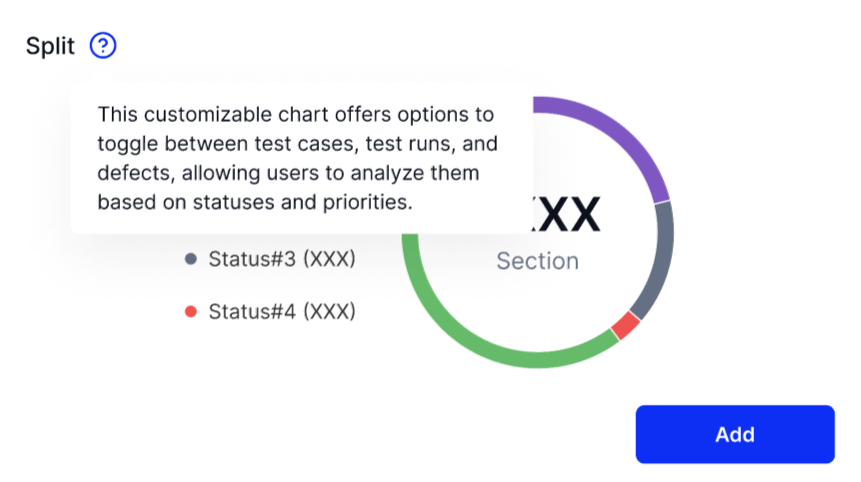 Split
This customizable chart offers options to
toggle between test cases, test runs, and
defects, allowing users to analyze them
based on statuses and priorities.
XX
Section
Status#3 (XXX)
Status#4 (XXX)
Add